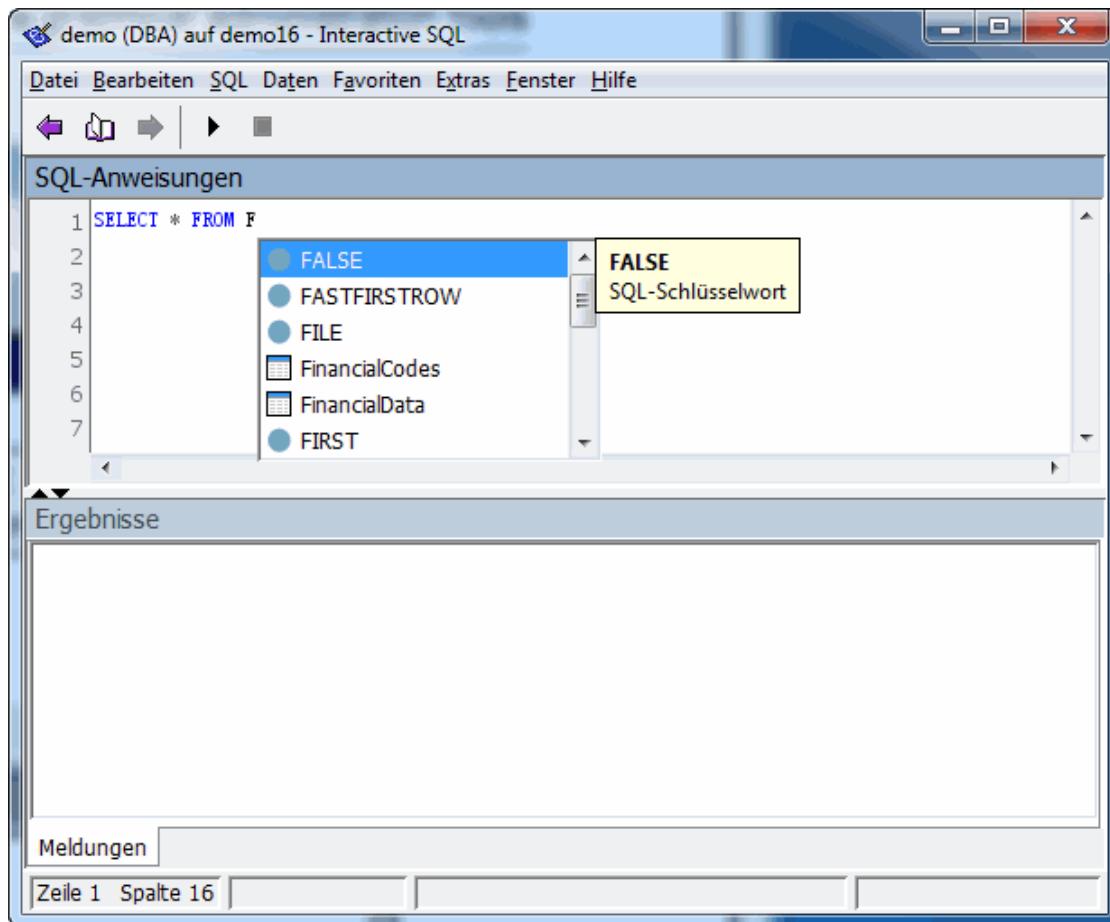 demo (DBA) auf demo16 - Interactive SQL
Datei Bearbeiten SQL Daten Favoriten Extras Fenster Hilfe
SQL-Anweisungen
1 SELECT * FROM F
2
3
4
5
6
7
FALSE
FASTFIRSTROW
FILE
FinancialCodes
FinancialData
FIRST
FALSE
SQL-Schlüsselwort
Ergebnisse
Meldungen
Zeile 1 Spalte 16